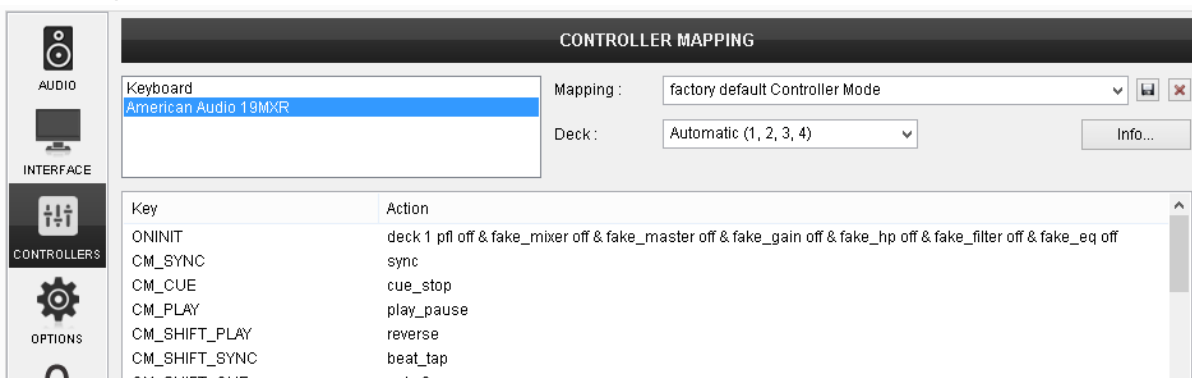 CONTROLLER MAPPING
AUDIO
INTERFACE
CONTROLLERS
OPTIONS
Keyboard
American Audio 19MXR
Mapping : factory default Controller Mode
Deck : Automatic (1, 2, 3, 4) Info...
Key Action
ONINIT deck 1 pfl off & fake_mixer off & fake_master off & fake_gain off & fake_hp off & fake_filter off & fake_eq off
CM_SYNC sync
CM_CUE cue_stop
CM_PLAY play_pause
CM_SHIFT_PLAY reverse
CM_SHIFT_SYNC beat_tap